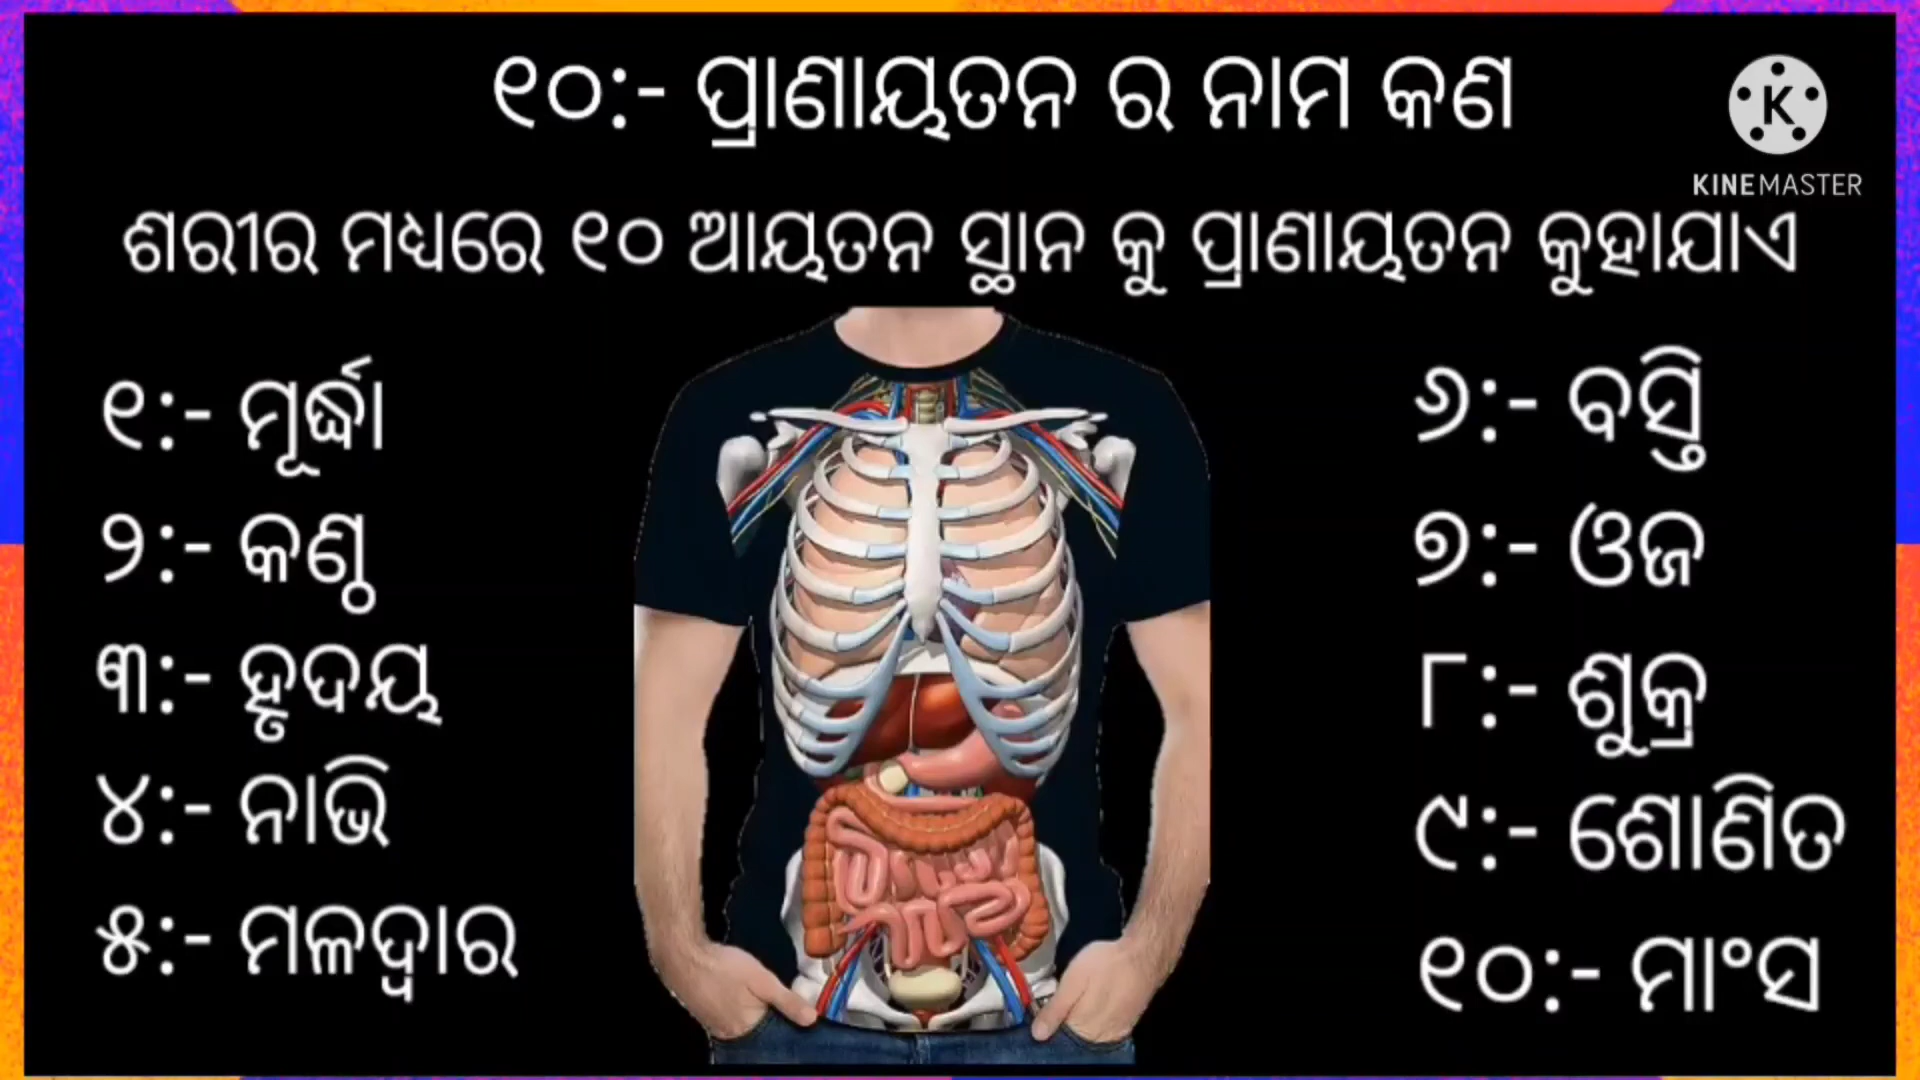 ୧୦:- ପ୍ରାଣାୟତନ ର ନାମ କଣ
KINEMASTER
ଶରୀର ମଧ୍ୟରେ ୧୦ ଆୟତନ ସ୍ଥାନ କୁ ପ୍ରାଣାୟତନ କୁହାଯାଏ
୧:- ମୂର୍ଦ୍ଧା
୨:- କଣ୍ଠ
୩:- ହୃଦୟ
୪:- ନାଭି
୫:- ମଳଦ୍ୱାର
୬:- ବସ୍ତି
୭:- ଓଜ
୮:- ଶୁକ୍ର
୯:- ଶୋଣିତ
୧୦:- ମାଂସ